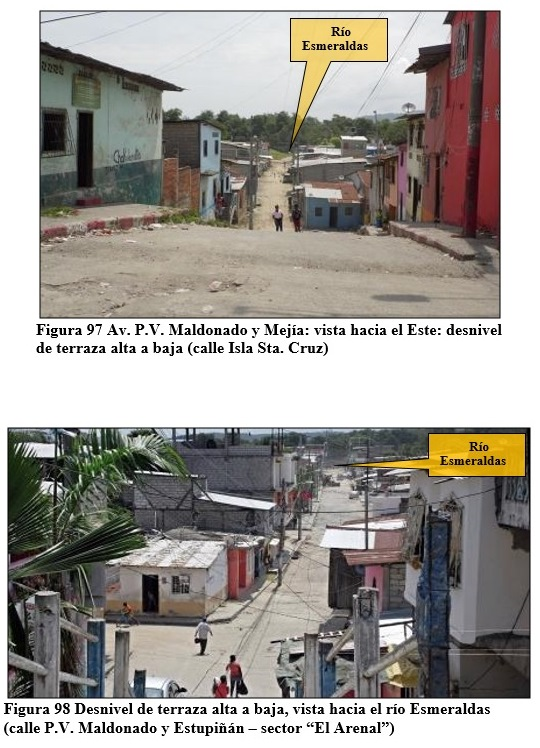 Río
Esmeraldas
Figura 97 Av. P.V. Maldonado y Mejía: vista hacia el Este: desnivel
de terraza alta a baja (calle Isla Sta. Cruz)
Río
Esmeraldas
Figura 98 Desnivel de terraza alta a baja, vista hacia el río Esmeraldas
(calle P.V. Maldonado y Estupiñán – sector “El Arenal”)